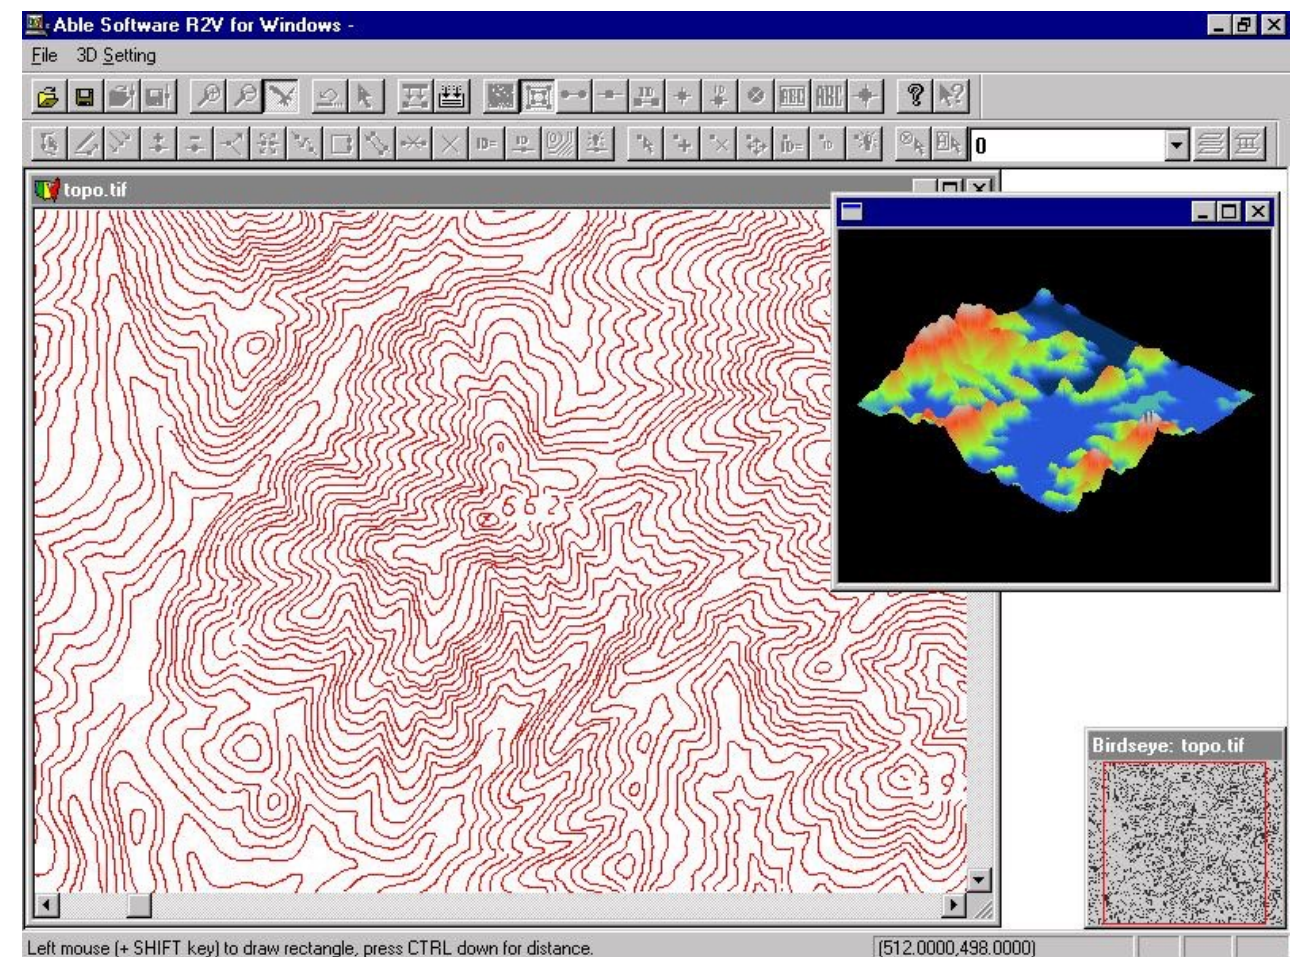 Able Software R2V for Windows -
File 3D Setting
0
topo.tif
662
Birdseye: topo.tif
Left mouse (+ SHIFT key) to draw rectangle, press CTRL down for distance.
(512.0000,498.0000)